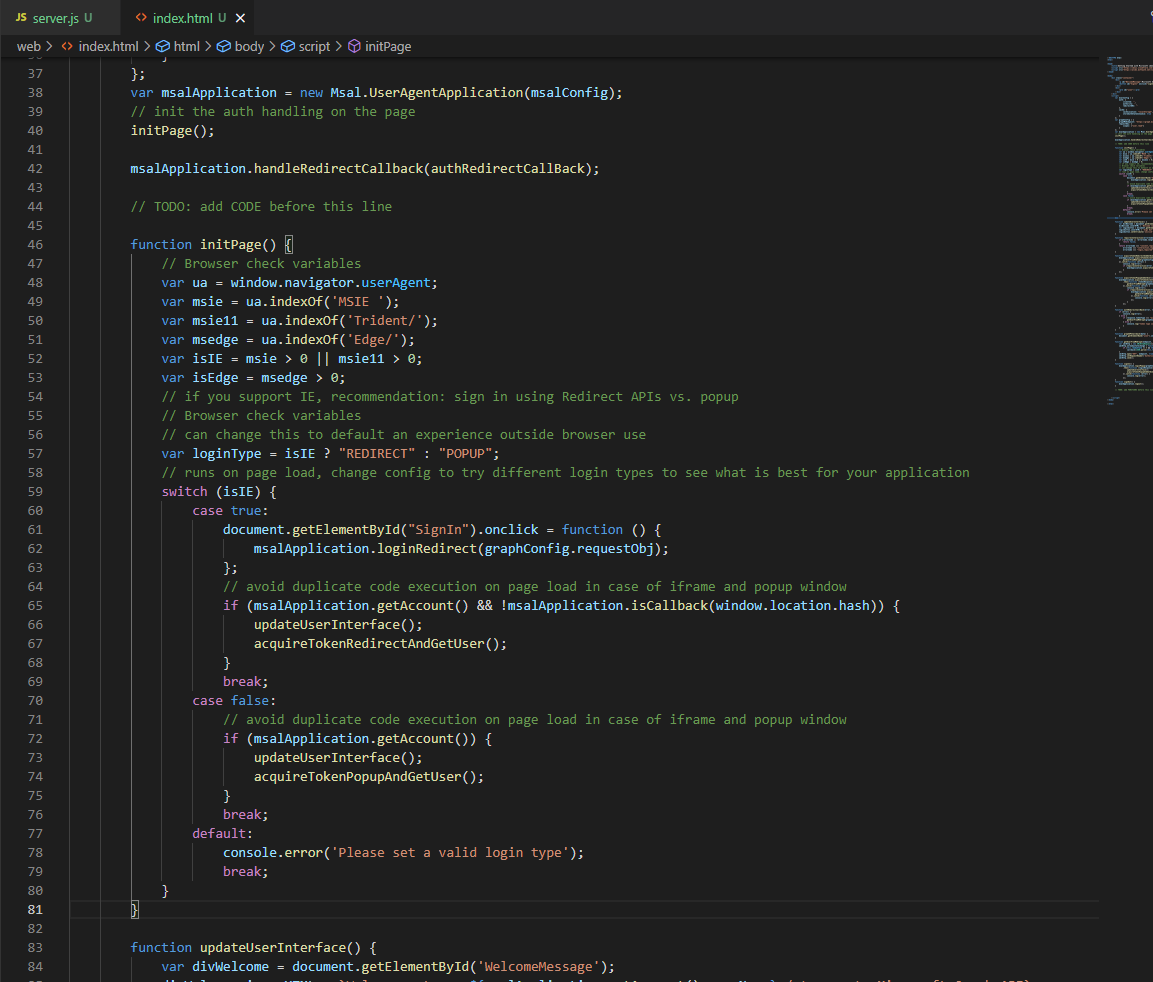 JS server.js U <> index.html U ×
web > <> index.html > html > body > script > initPage
37 };
38 var msalApplication = new Msal.UserAgentApplication(msalConfig);
39 // init the auth handling on the page
40 initPage();
41
42 msalApplication.handleRedirectCallback(authRedirectCallBack);
43
44 // TODO: add CODE before this line
45
46 function initPage() {
47 // Browser check variables
48 var ua = window.navigator.userAgent;
49 var msie = ua.indexOf('MSIE ');
50 var msie11 = ua.indexOf('Trident/');
51 var msedge = ua.indexOf('Edge/');
52 var isIE = msie > 0 || msie11 > 0;
53 var isEdge = msedge > 0;
54 // if you support IE, recommendation: sign in using Redirect APIs vs. popup
55 // Browser check variables
56 // can change this to default an experience outside browser use
57 var loginType = isIE ? "REDIRECT" : "POPUP";
58 // runs on page load, change config to try different login types to see what is best for your application
59 switch (isIE) {
60 case true:
61 document.getElementById("SignIn").onclick = function () {
62 msalApplication.loginRedirect(graphConfig.requestObj);
63 };
64 // avoid duplicate code execution on page load in case of iframe and popup window
65 if (msalApplication.getAccount() && !msalApplication.isCallback(window.location.hash)) {
66 updateUserInterface();
67 acquireTokenRedirectAndGetUser();
68 }
69 break;
70 case false:
71 // avoid duplicate code execution on page load in case of iframe and popup window
72 if (msalApplication.getAccount()) {
73 updateUserInterface();
74 acquireTokenPopupAndGetUser();
75 }
76 break;
77 default:
78 console.error('Please set a valid login type');
79 break;
80 }
81 }
82
83 function updateUserInterface() {
84 var divWelcome = document.getElementById('WelcomeMessage');